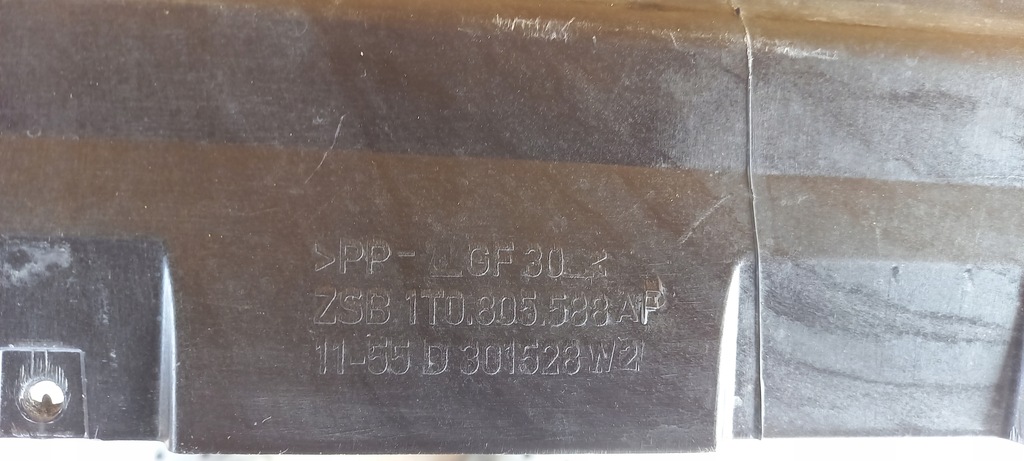 >PP- GF 30 <
ZSB. 1T0.805.588 AP
11-55 D 301528 W2